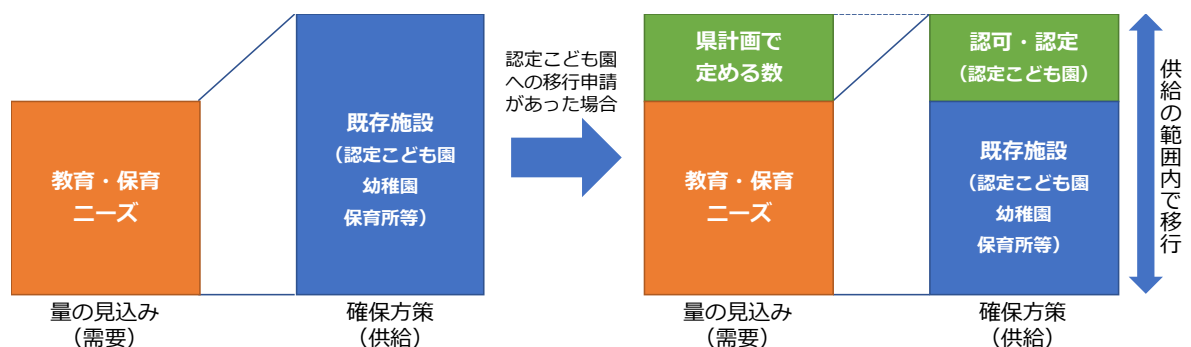 教育・保育
ニーズ
量の見込み
（需要）
既存施設
（認定こども園
幼稚園
保育所等）
確保方策
（供給）
認定こども園
への移行申請
があった場合
県計画で
定める数
教育・保育
ニーズ
量の見込み
（需要）
認可・認定
（認定こども園）
既存施設
（認定こども園
幼稚園
保育所等）
確保方策
（供給）
供給の範囲内で移行